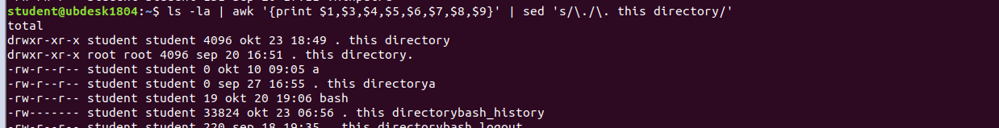 student@ubdesk1804:~$ ls -la | awk '{print $1,$3,$4,$5,$6,$7,$8,$9}' | sed 's/\./\. this directory/'
total
drwxr-xr-x student student 4096 okt 23 18:49 . this directory
drwxr-xr-x root root 4096 sep 20 16:51 . this directory.
-rw-r--r-- student student 0 okt 10 09:05 a
-rw-r--r-- student student 0 sep 27 16:55 . this directorya
-rw-r--r-- student student 19 okt 20 19:06 bash
-rw------- student student 33824 okt 23 06:56 . this directorybash_history
-rw-r--r-- student student 220 sep 18 19:35 . this directorybash_logout